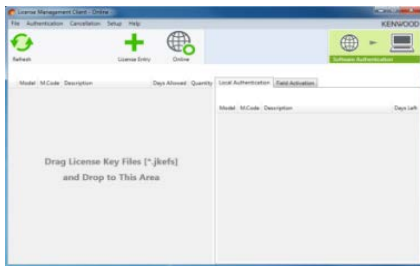 License Management Client - Online
File Authentication Cancellation Setup Help
KENWOOD
Refresh
License Entry
Online
Software Authentication
Model M.Code Description Days Allowed Quantity
Local Authentication Field Activation
Model M.Code Description Days Left
Drag License Key Files [*.jkefs]
and Drop to This Area